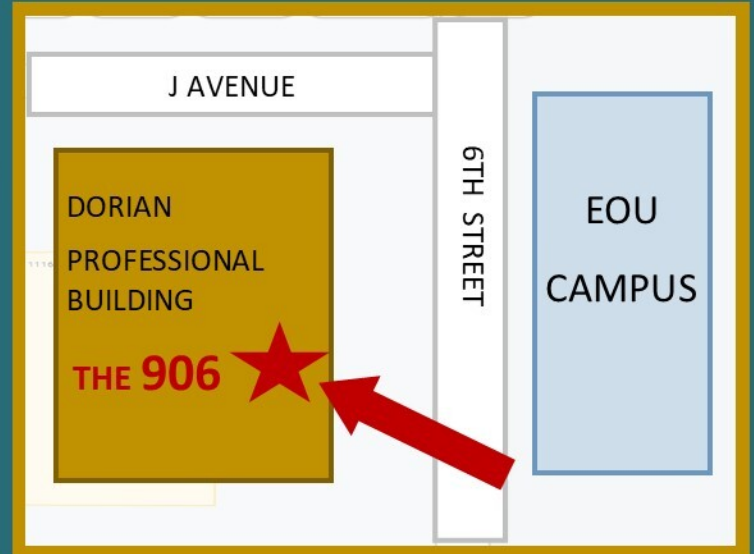 J AVENUE
6TH STREET
DORIAN
PROFESSIONAL
BUILDING
THE 906
EOU
CAMPUS